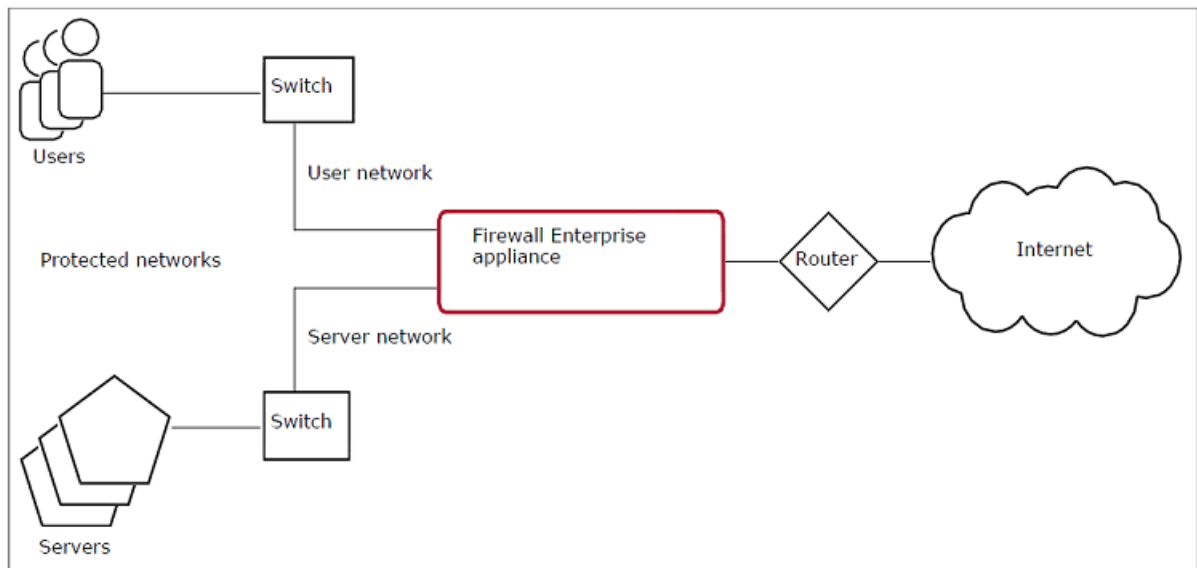 Switch
Users
User network
Firewall Enterprise
appliance
Protected networks
Router
Internet
Server network
Switch
Servers